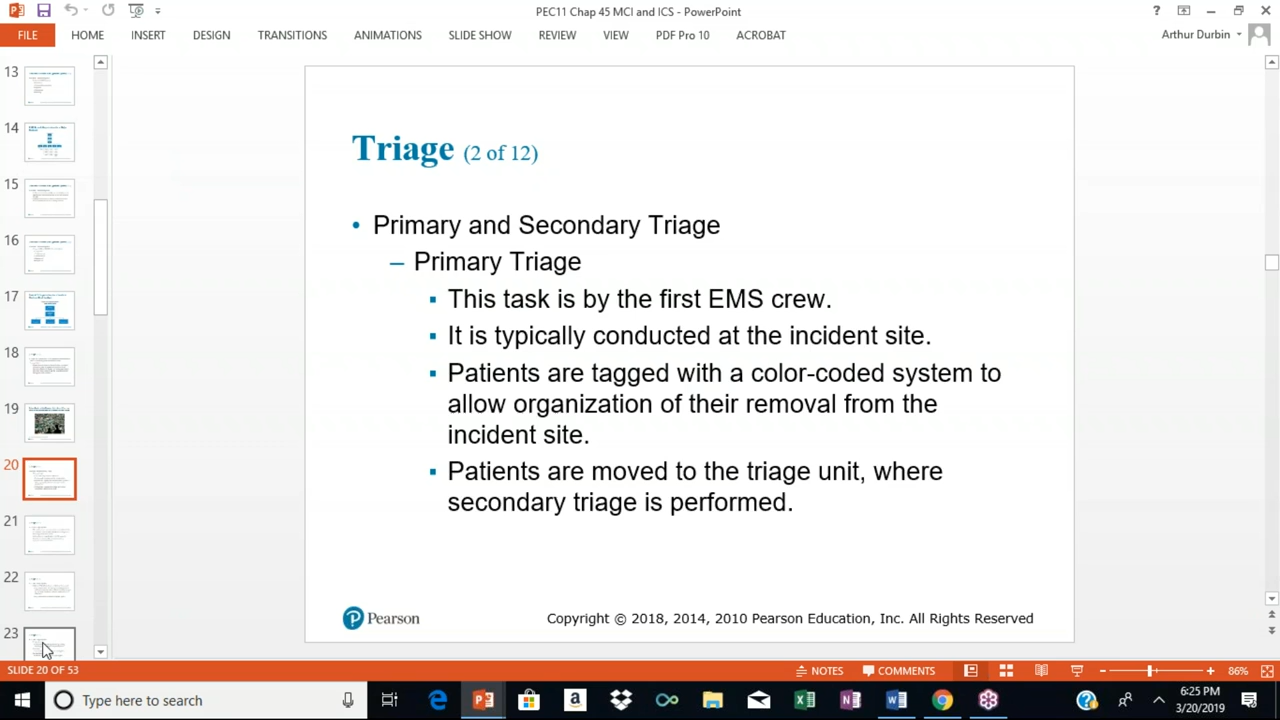 PEC11 Chap 45 MCI and ICS - PowerPoint
?
FILE HOME INSERT DESIGN TRANSITIONS ANIMATIONS SLIDE SHOW REVIEW VIEW PDF Pro 10 ACROBAT
Arthur Durbin
13
14
15
16
17
18
19
20
21
22
23
Triage (2 of 12)
• Primary and Secondary Triage
– Primary Triage
▪ This task is by the first EMS crew.
▪ It is typically conducted at the incident site.
▪ Patients are tagged with a color-coded system to
allow organization of their removal from the
incident site.
▪ Patients are moved to the triage unit, where
secondary triage is performed.
Pearson
Copyright © 2018, 2014, 2010 Pearson Education, Inc. All Rights Reserved
SLIDE 20 OF 53
NOTES COMMENTS 86%
Type here to search
6:25 PM
3/20/2019